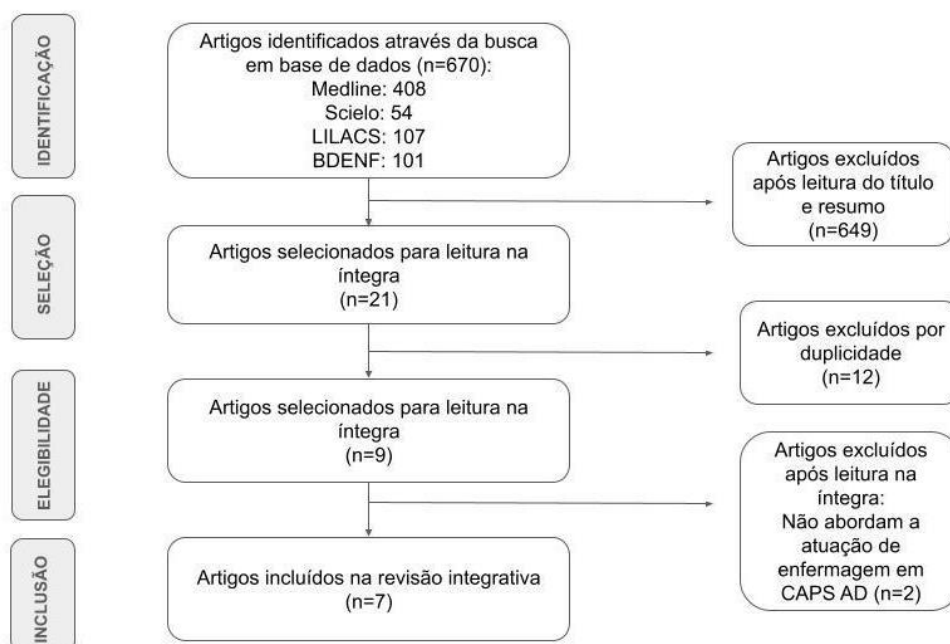 IDENTIFICAÇÃO
Artigos identificados através da busca
em base de dados (n=670):
Medline: 408
Scielo: 54
LILACS: 107
BDENF: 101
Artigos excluídos
após leitura do título
e resumo
(n=649)
SELEÇÃO
Artigos selecionados para leitura na
íntegra
(n=21)
Artigos excluídos por
duplicidade
(n=12)
ELEGIBILIDADE
Artigos selecionados para leitura na
íntegra
(n=9)
Artigos excluídos
após leitura na
íntegra:
Não abordam a
atuação de
enfermagem em
CAPS AD (n=2)
INCLUSÃO
Artigos incluídos na revisão integrativa
(n=7)